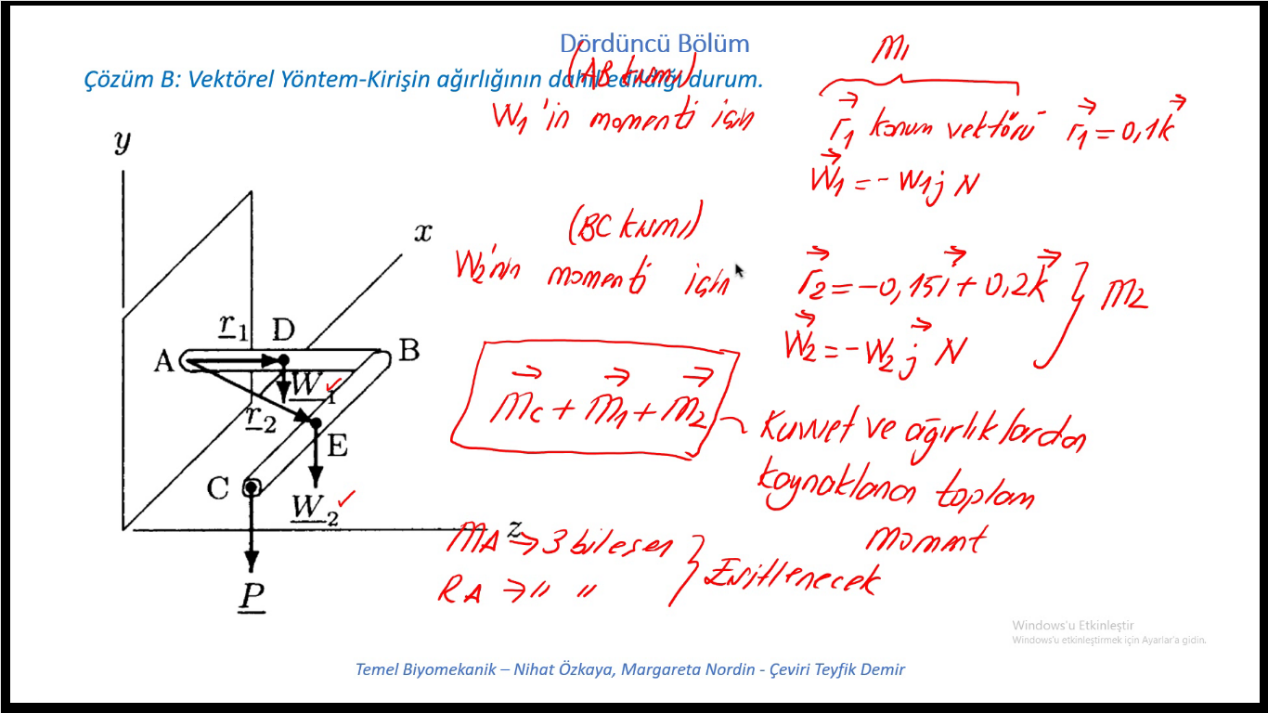 Dördüncü Bölüm
Çözüm B: Vektörel Yöntem-Kirişin ağırlığının dahil edildiği durum.
(AB kısmı)
W1'in momenti için
M1
r1 konum vektörü r1 = 0,1k
W1 = - W1j N
(BC kısmı)
W2'nin momenti için
r2 = -0,15i + 0,2k } M2
W2 = - W2 j N
Mc + M1 + M2
Kuvvet ve ağırlıklardan
kaynaklanan toplam
moment
MA → 3 bileşen
RA → " "
} Eşitlenecek
y
x
z
r1
D
A
B
W1
r2
E
C
W2
P
Windows'u Etkinleştir
Windows'u etkinleştirmek için Ayarlar'a gidin.
Temel Biyomekanik – Nihat Özkaya, Margareta Nordin - Çeviri Teyfik Demir